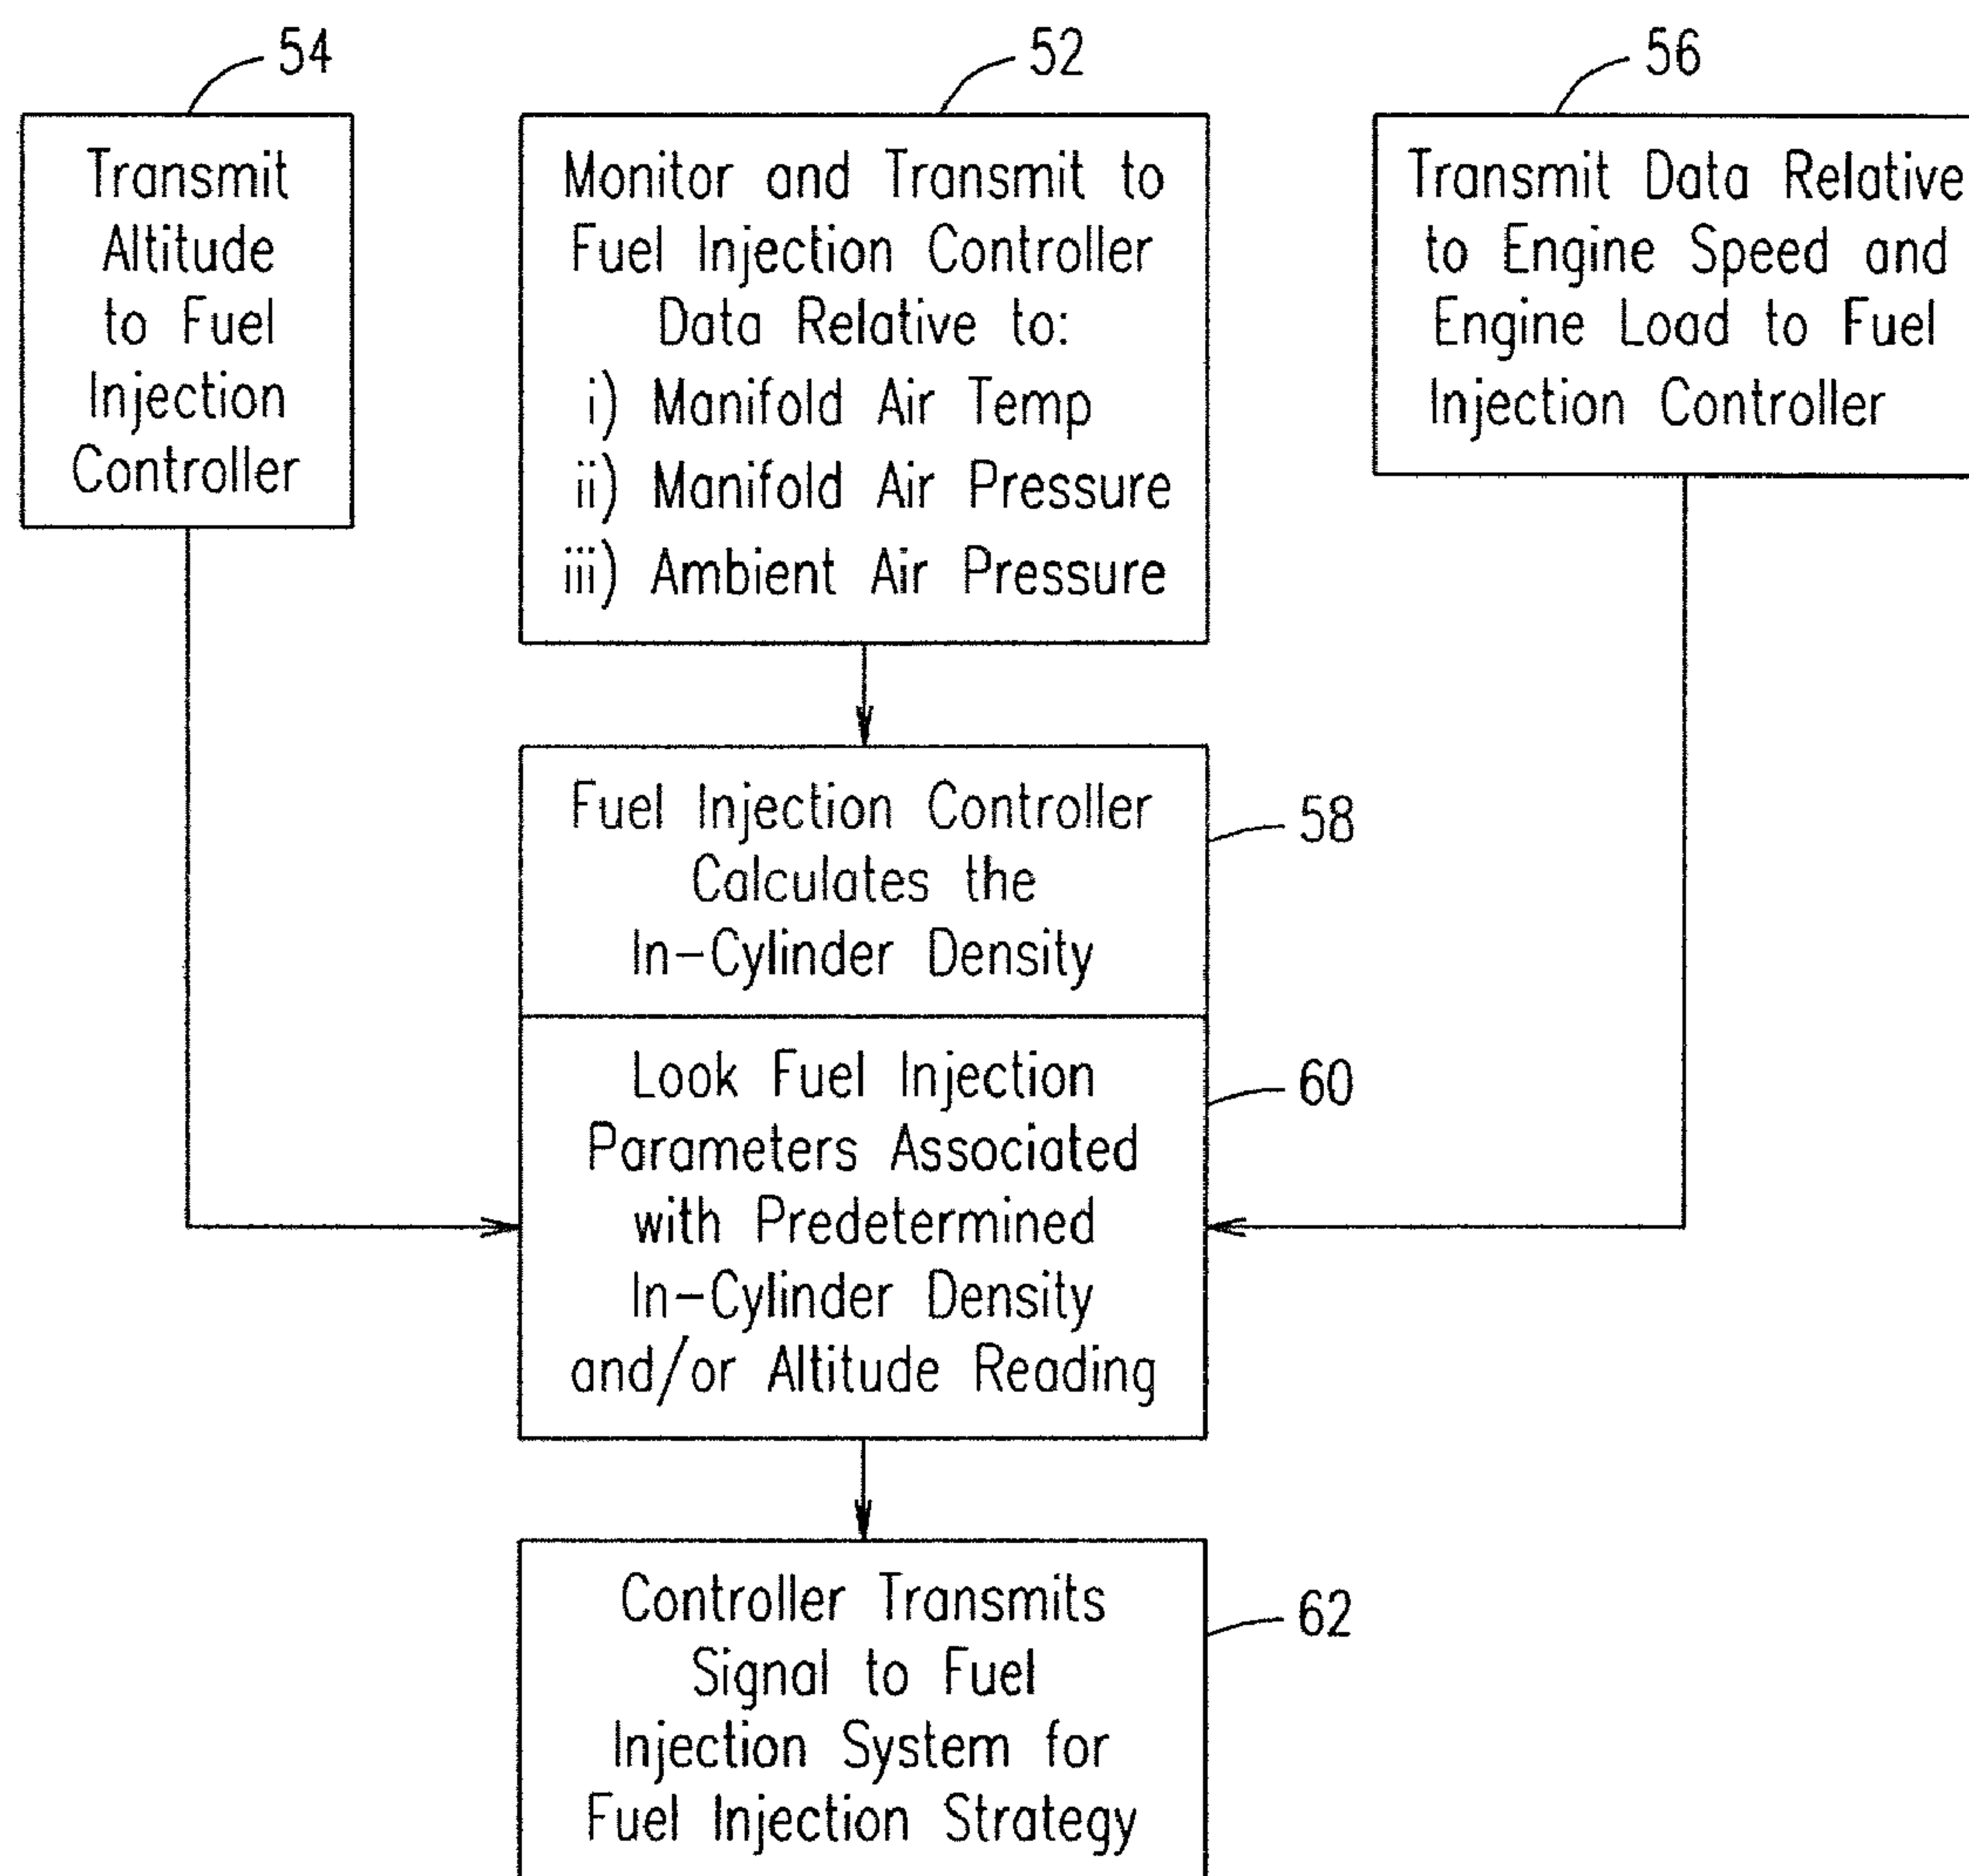 54
Transmit
Altitude
to Fuel
Injection
Controller
52
Monitor and Transmit to
Fuel Injection Controller
Data Relative to:
i) Manifold Air Temp
ii) Manifold Air Pressure
iii) Ambient Air Pressure
56
Transmit Data Relative
to Engine Speed and
Engine Load to Fuel
Injection Controller
Fuel Injection Controller
Calculates the
In-Cylinder Density
58
Look Fuel Injection
Parameters Associated
with Predetermined
In-Cylinder Density
and/or Altitude Reading
60
Controller Transmits
Signal to Fuel
Injection System for
Fuel Injection Strategy
62